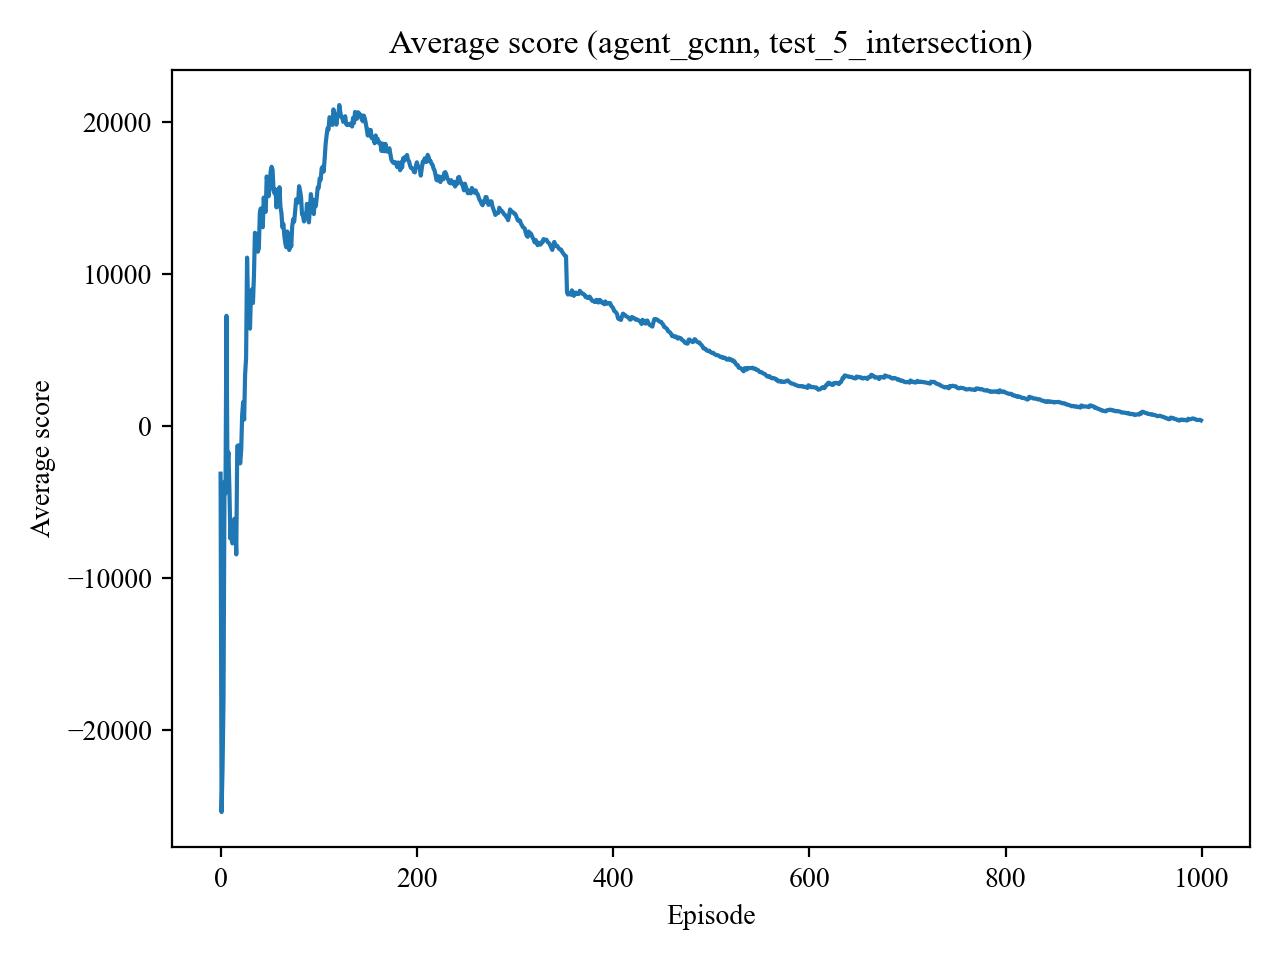 Average score (agent_gcnn, test_5_intersection)
20000
10000
0
−10000
−20000
Average score
0 200 400 600 800 1000
Episode